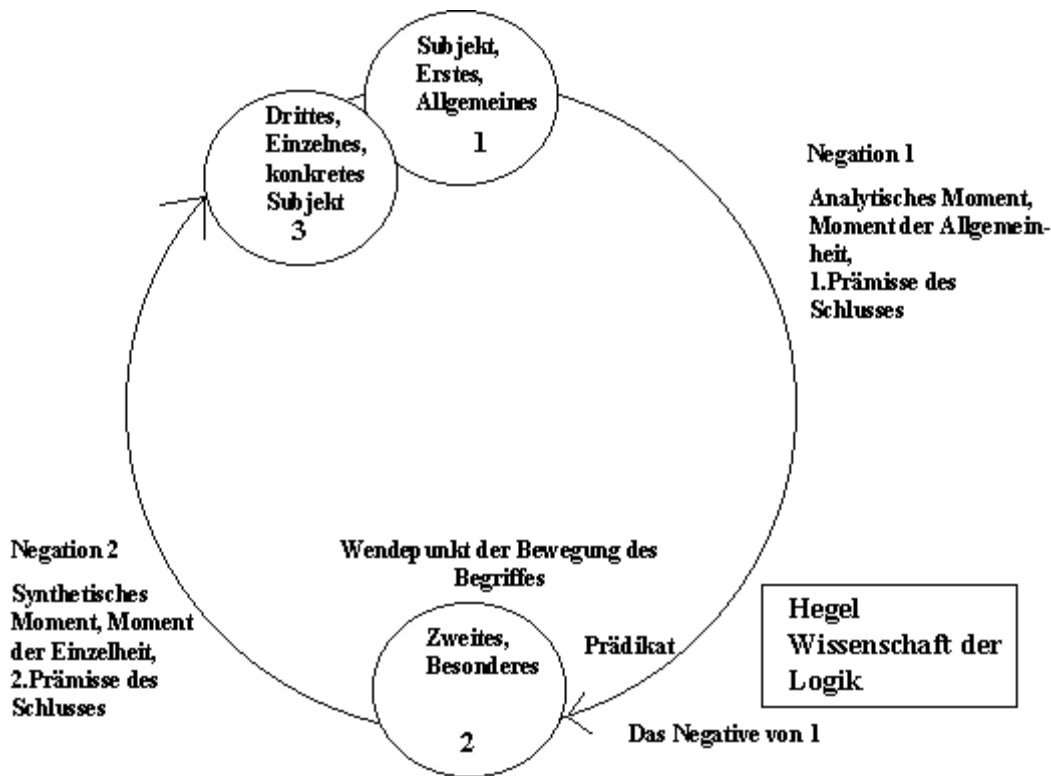 Subjekt,
Erstes,
Allgemeines
1
Drittes,
Einzelnes,
konkretes
Subjekt
3
Negation 1
Analytisches Moment,
Moment der Allgemein-
heit,
1.Prämisse des
Schlusses
Negation 2
Synthetisches
Moment, Moment
der Einzelheit,
2.Prämisse des
Schlusses
Wendepunkt der Bewegung des
Begriffes
Zweites,
Besonderes
2
Prädikat
Das Negative von 1
Hegel
Wissenschaft der
Logik